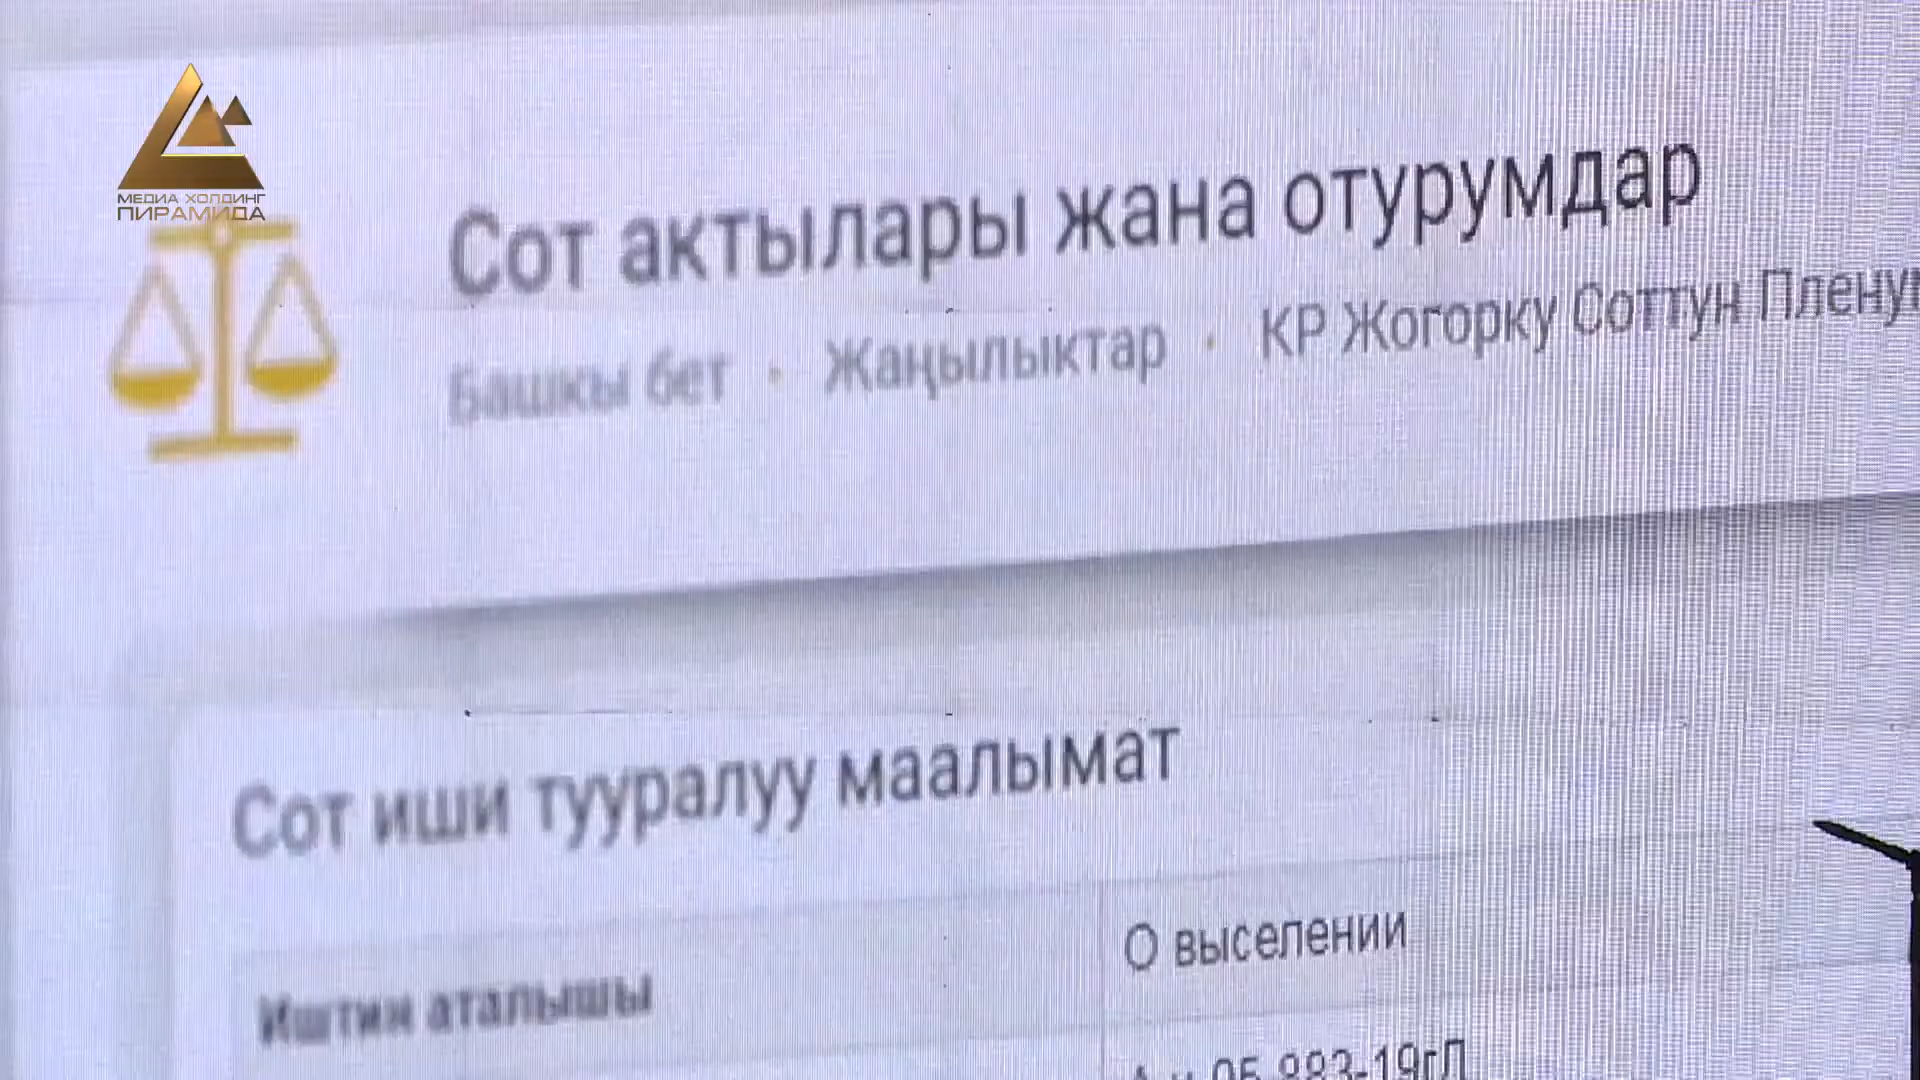 МЕДИА ХОЛДИНГ
ПИРАМИДА
Сот актылары жана отурумдар
Башкы бет · Жаңылыктар · КР Жогорку Соттун
Сот иши тууралуу маалымат
Иштин аталышы
О выселении